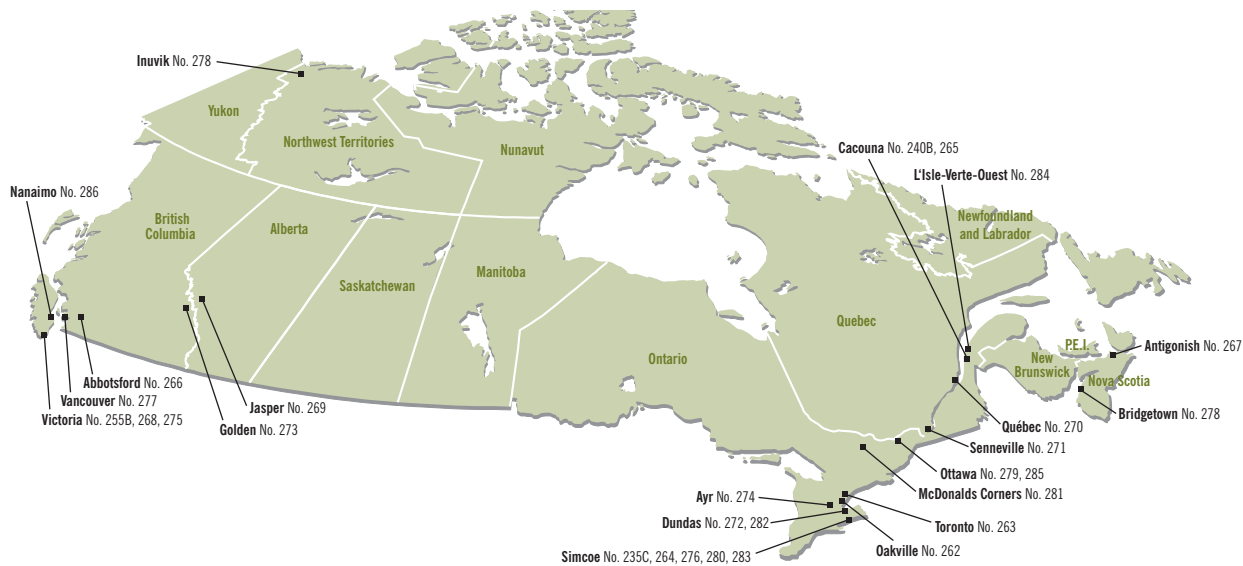 Inuvik No. 278
Yukon
Northwest Territories
Nunavut
Cacouna No. 240B, 265
L'Isle-Verte-Ouest No. 284
Nanaimo No. 286
British
Columbia
Alberta
Newfoundland
and Labrador
Saskatchewan
Manitoba
Quebec
Ontario
P.E.I.
Antigonish No. 267
New
Brunswick
Nova Scotia
Abbotsford No. 266
Vancouver No. 277
Victoria No. 255B, 268, 275
Jasper No. 269
Golden No. 273
Bridgetown No. 278
Québec No. 270
Senneville No. 271
Ottawa No. 279, 285
McDonalds Corners No. 281
Ayr No. 274
Dundas No. 272, 282
Toronto No. 263
Oakville No. 262
Simcoe No. 235C, 264, 276, 280, 283